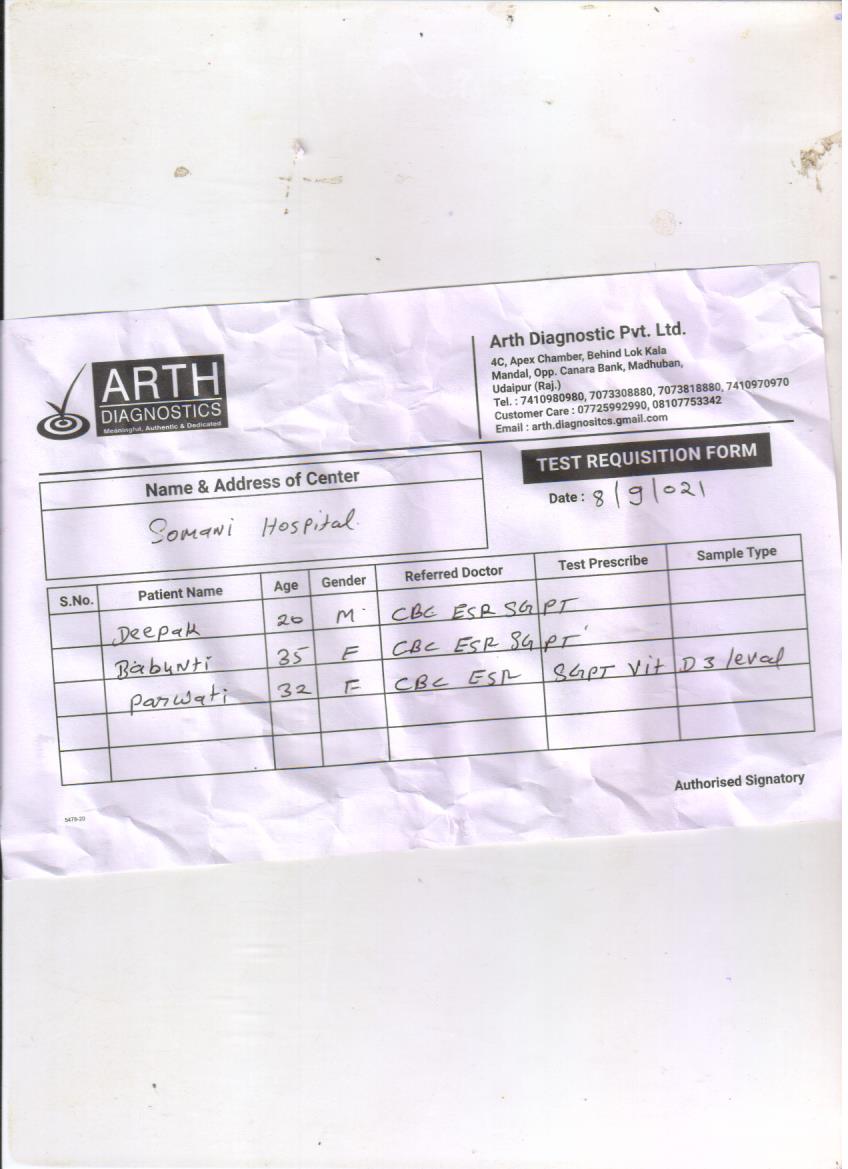 ARTH
DIAGNOSTICS
Meaningful, Authentic & Dedicated
Arth Diagnostic Pvt. Ltd.
4C, Apex Chamber, Behind Lok Kala
Mandal, Opp. Canara Bank, Madhuban,
Udaipur (Raj.)
Tel. : 7410980980, 7073308880, 7073818880, 7410970970
Customer Care : 07725992990, 08107753342
Email : arth.diagnositcs.gmail.com
TEST REQUISITION FORM
Date : 8/9/021
Name & Address of Center
Somani Hospital
S.No. Patient Name Age Gender Referred Doctor Test Prescribe Sample Type
Deepak 20 M CBC ESR SGPT
Babunti 35 F CBC ESR SGPT
Parwati 32 F CBC ESR SGPT Vit D3 leval
Authorised Signatory
5478-20